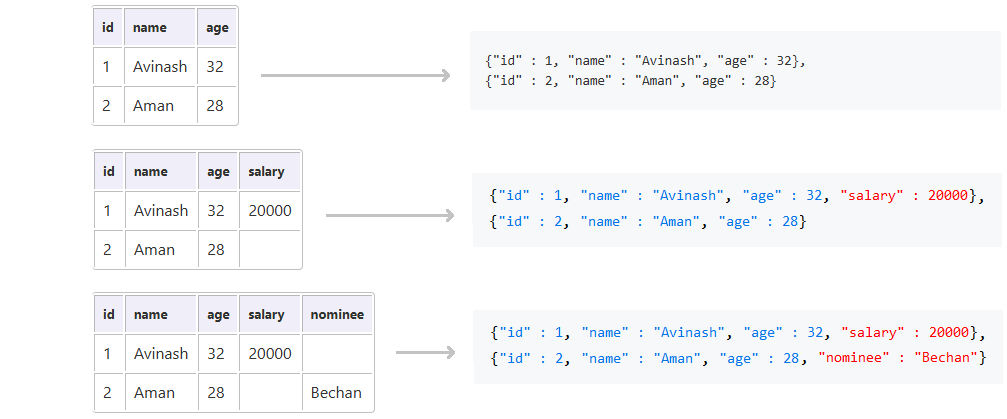 id name age
1 Avinash 32
2 Aman 28
{"id" : 1, "name" : "Avinash", "age" : 32},
{"id" : 2, "name" : "Aman", "age" : 28}
id name age salary
1 Avinash 32 20000
2 Aman 28
{"id" : 1, "name" : "Avinash", "age" : 32, "salary" : 20000},
{"id" : 2, "name" : "Aman", "age" : 28}
id name age salary nominee
1 Avinash 32 20000
2 Aman 28 Bechan
{"id" : 1, "name" : "Avinash", "age" : 32, "salary" : 20000},
{"id" : 2, "name" : "Aman", "age" : 28, "nominee" : "Bechan"}